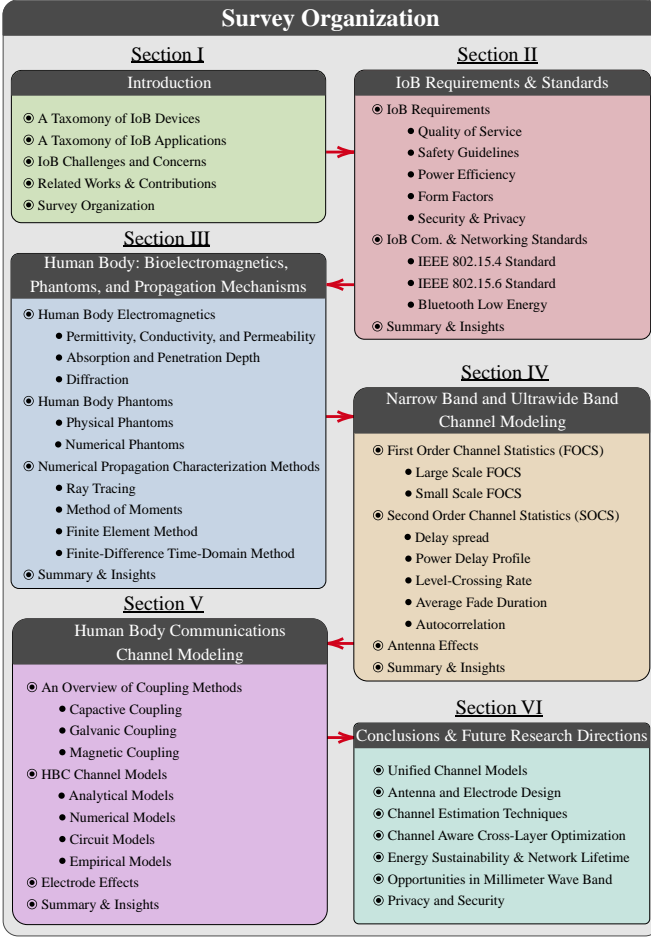 Survey Organization
Section I
Introduction
A Taxomony of IoB Devices
A Taxomony of IoB Applications
IoB Challenges and Concerns
Related Works & Contributions
Survey Organization
Section II
IoB Requirements & Standards
IoB Requirements
Quality of Service
Safety Guidelines
Power Efficiency
Form Factors
Security & Privacy
IoB Com. & Networking Standards
IEEE 802.15.4 Standard
IEEE 802.15.6 Standard
Bluetooth Low Energy
Summary & Insights
Section III
Human Body: Bioelectromagnetics,
Phantoms, and Propagation Mechanisms
Human Body Electromagnetics
Permittivity, Conductivity, and Permeability
Absorption and Penetration Depth
Diffraction
Human Body Phantoms
Physical Phantoms
Numerical Phantoms
Numerical Propagation Characterization Methods
Ray Tracing
Method of Moments
Finite Element Method
Finite-Difference Time-Domain Method
Summary & Insights
Section IV
Narrow Band and Ultrawide Band
Channel Modeling
First Order Channel Statistics (FOCS)
Large Scale FOCS
Small Scale FOCS
Second Order Channel Statistics (SOCS)
Delay spread
Power Delay Profile
Level-Crossing Rate
Average Fade Duration
Autocorrelation
Antenna Effects
Summary & Insights
Section V
Human Body Communications
Channel Modeling
An Overview of Coupling Methods
Capactive Coupling
Galvanic Coupling
Magnetic Coupling
HBC Channel Models
Analytical Models
Numerical Models
Circuit Models
Empirical Models
Electrode Effects
Summary & Insights
Section VI
Conclusions & Future Research Directions
Unified Channel Models
Antenna and Electrode Design
Channel Estimation Techniques
Channel Aware Cross-Layer Optimization
Energy Sustainability & Network Lifetime
Opportunities in Millimeter Wave Band
Privacy and Security